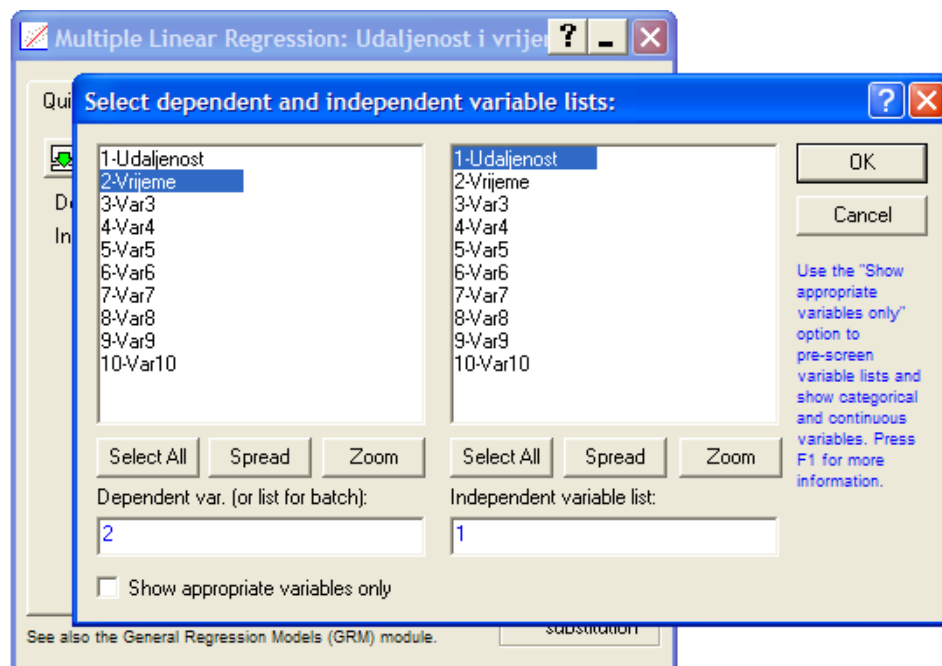 Multiple Linear Regression: Udaljenost i
Select dependent and independent variable lists:
1-Udaljenost
2-Vrijeme
3-Var3
4-Var4
5-Var5
6-Var6
7-Var7
8-Var8
9-Var9
10-Var10
Select All Spread Zoom
Dependent var. (or list for batch):
2
Show appropriate variables only
1-Udaljenost
2-Vrijeme
3-Var3
4-Var4
5-Var5
6-Var6
7-Var7
8-Var8
9-Var9
10-Var10
Select All Spread Zoom
Independent variable list:
1
OK
Cancel
Use the "Show
appropriate
variables only"
option to
pre-screen
variable lists and
show categorical
and continuous
variables. Press
F1 for more
information.
See also the General Regression Models (GRM) module.
substitution